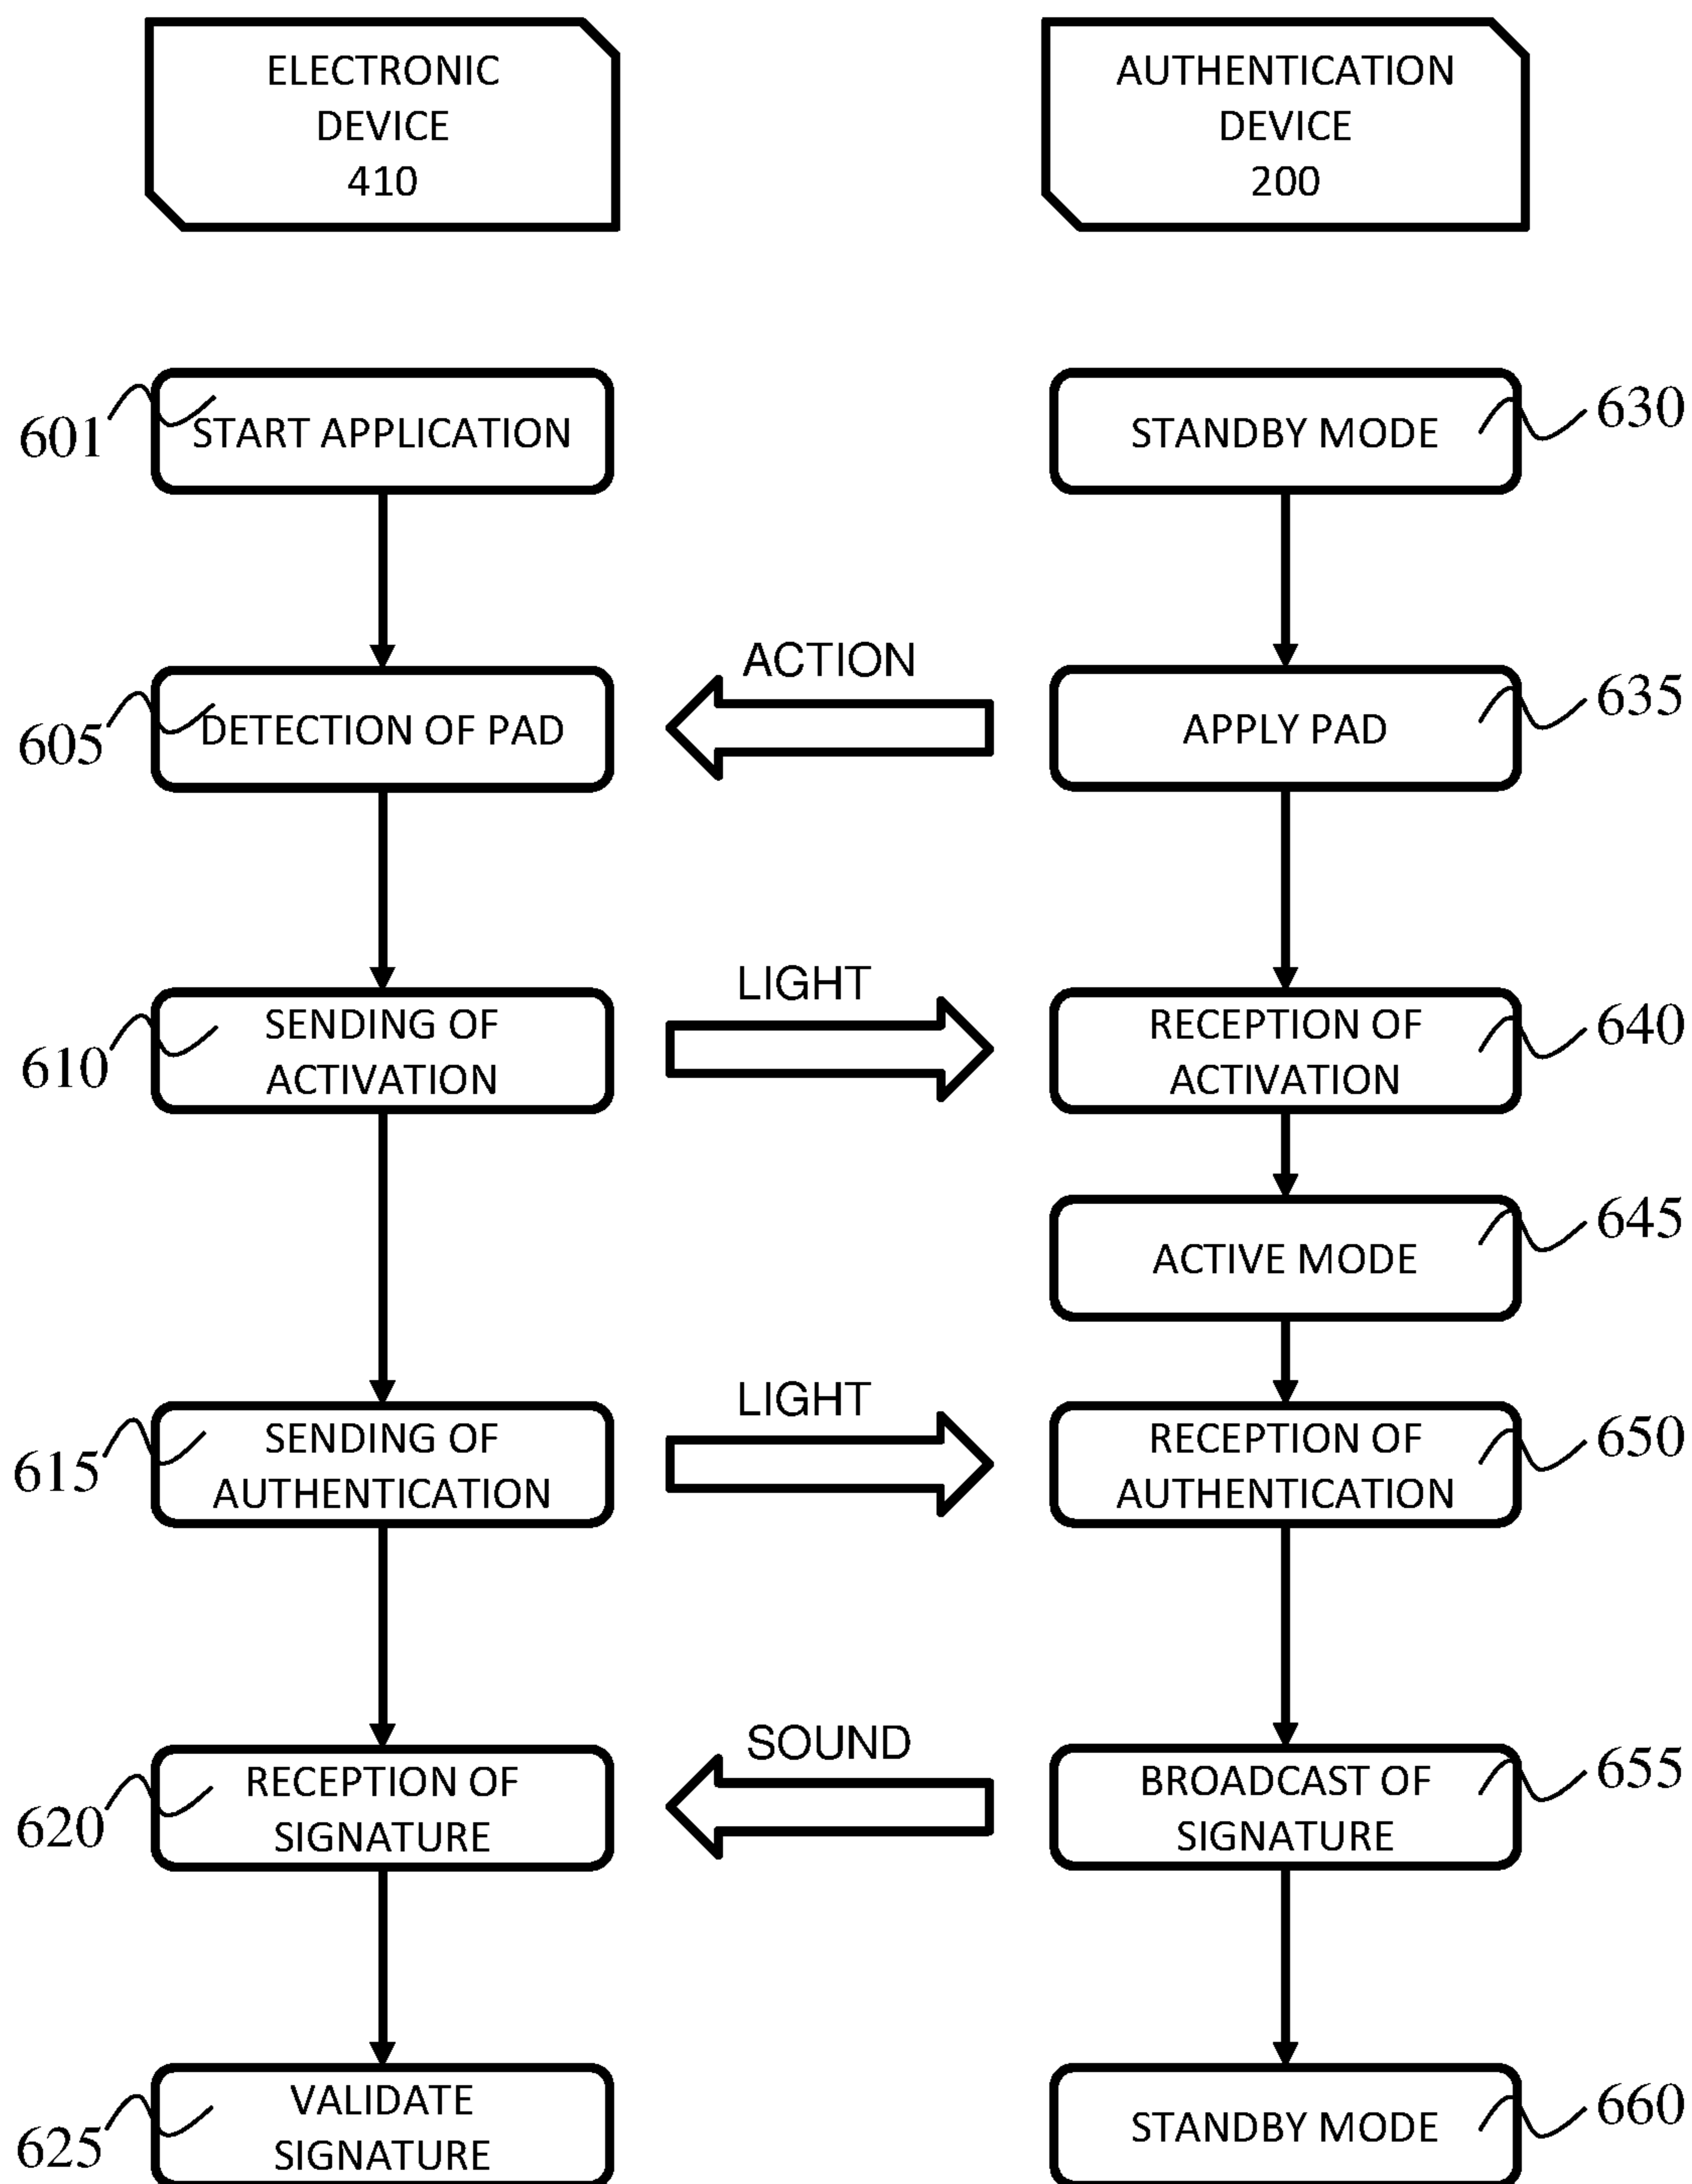 ELECTRONIC
DEVICE
410
AUTHENTICATION
DEVICE
200
601
START APPLICATION
STANDBY MODE
630
605
DETECTION OF PAD
ACTION
APPLY PAD
635
610
SENDING OF
ACTIVATION
LIGHT
RECEPTION OF
ACTIVATION
640
ACTIVE MODE
645
615
SENDING OF
AUTHENTICATION
LIGHT
RECEPTION OF
AUTHENTICATION
650
620
RECEPTION OF
SIGNATURE
SOUND
BROADCAST OF
SIGNATURE
655
625
VALIDATE
SIGNATURE
STANDBY MODE
660